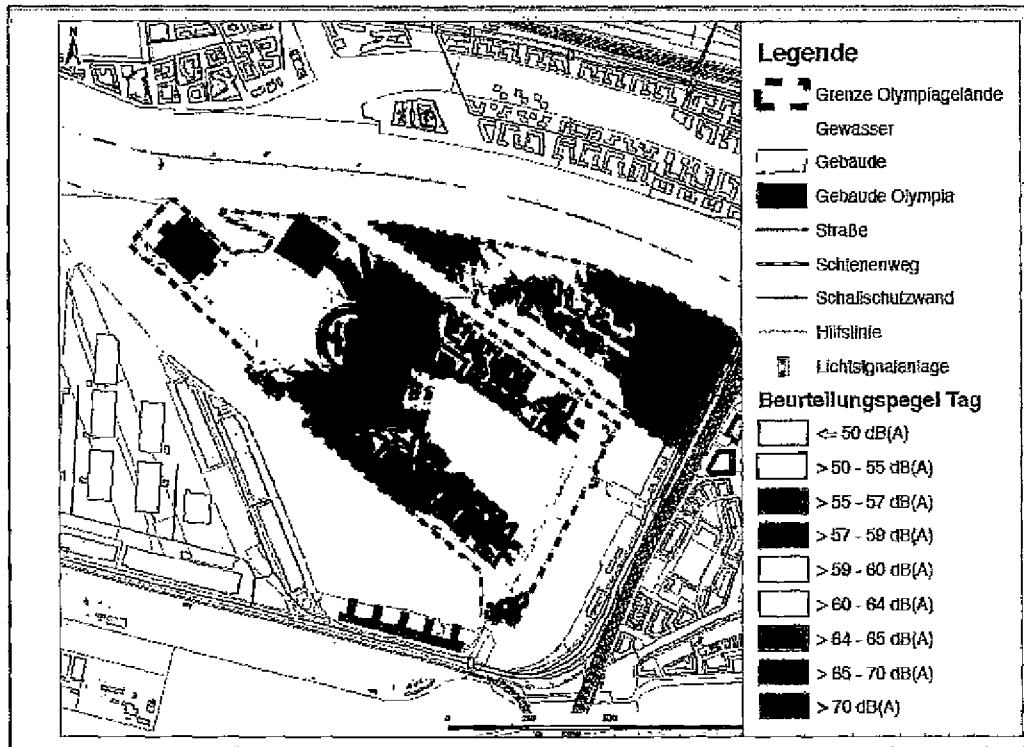 N
Legende
Grenze Olympiagelände
Gewasser
Gebäude
Gebäude Olympia
Straße
Schienenweg
Schallschutzwand
Hilfslinie
Lichtsignalanlage
Beurteilungspegel Tag
<= 50 dB(A)
> 50 - 55 dB(A)
> 55 - 57 dB(A)
> 57 - 59 dB(A)
> 59 - 60 dB(A)
> 60 - 64 dB(A)
> 64 - 65 dB(A)
> 65 - 70 dB(A)
> 70 dB(A)
0